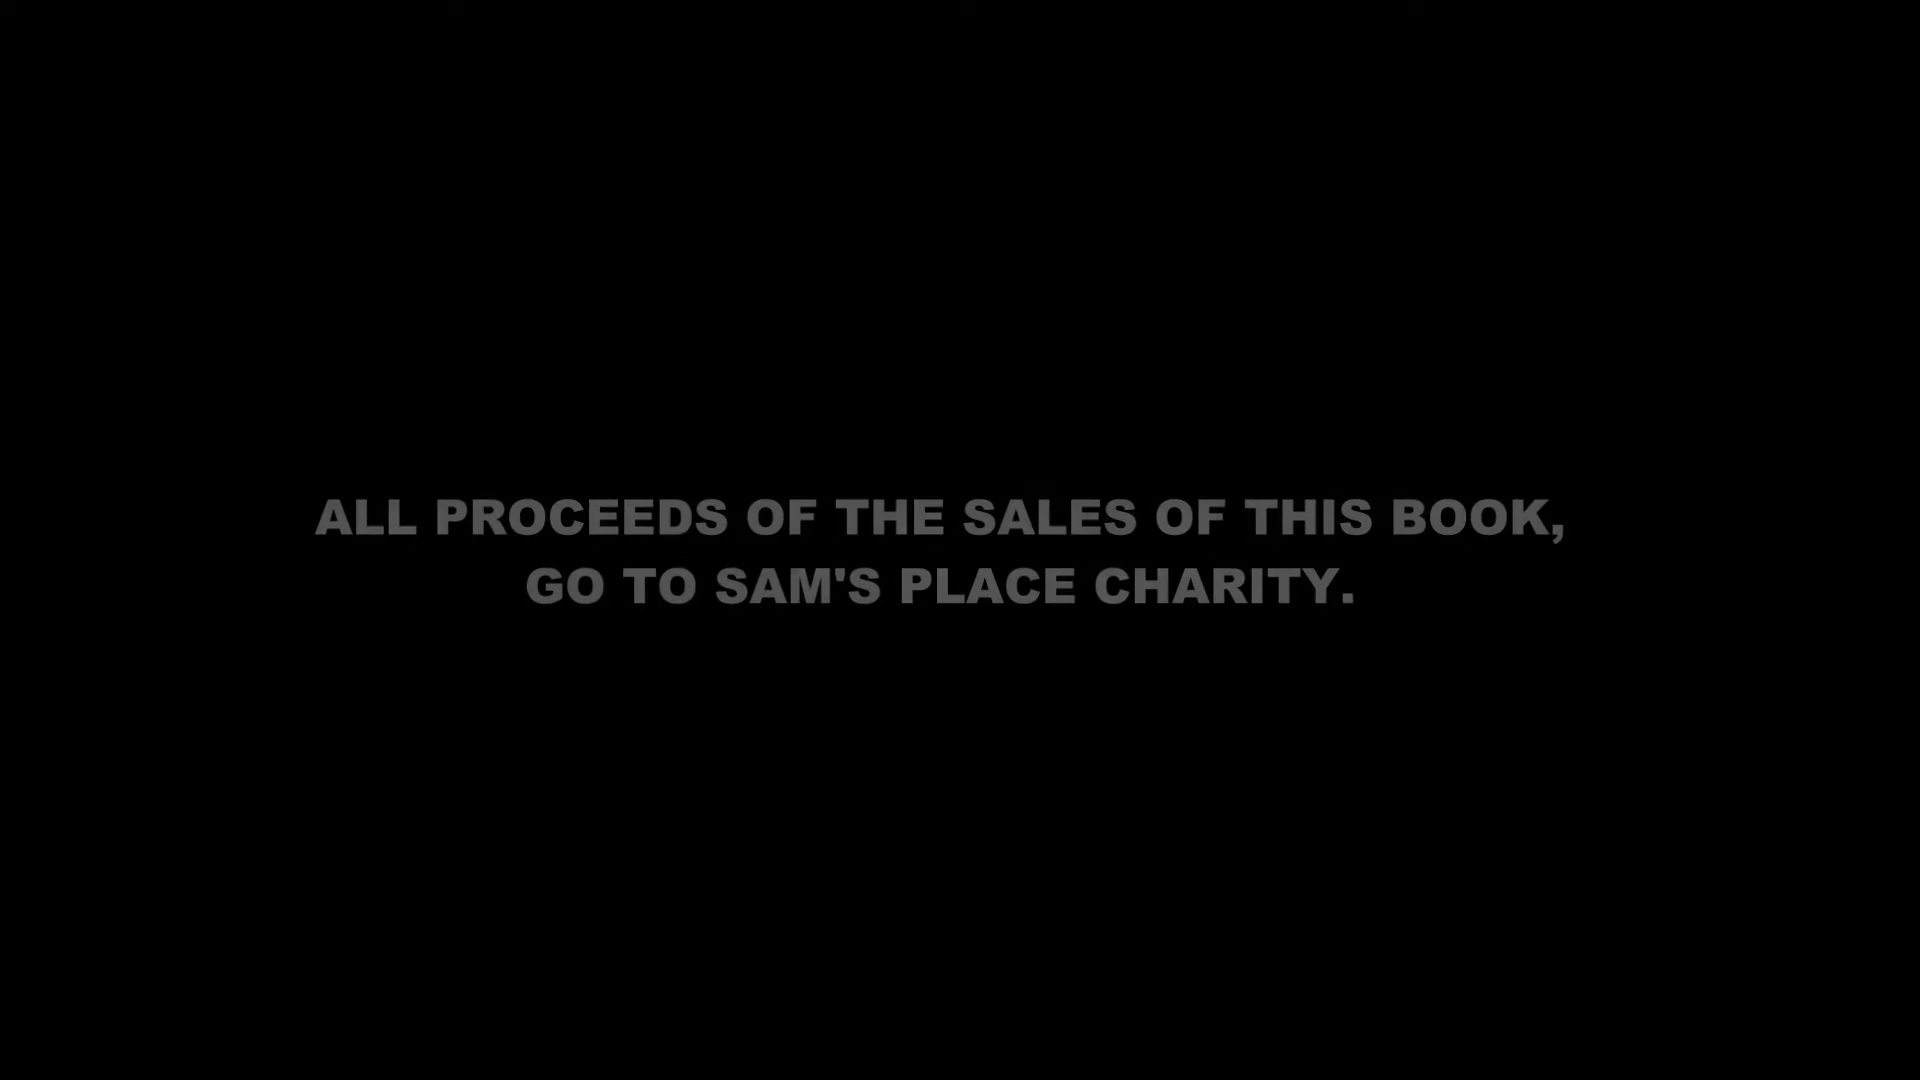 ALL PROCEEDS OF THE SALES OF THIS BOOK,
GO TO SAM'S PLACE CHARITY.